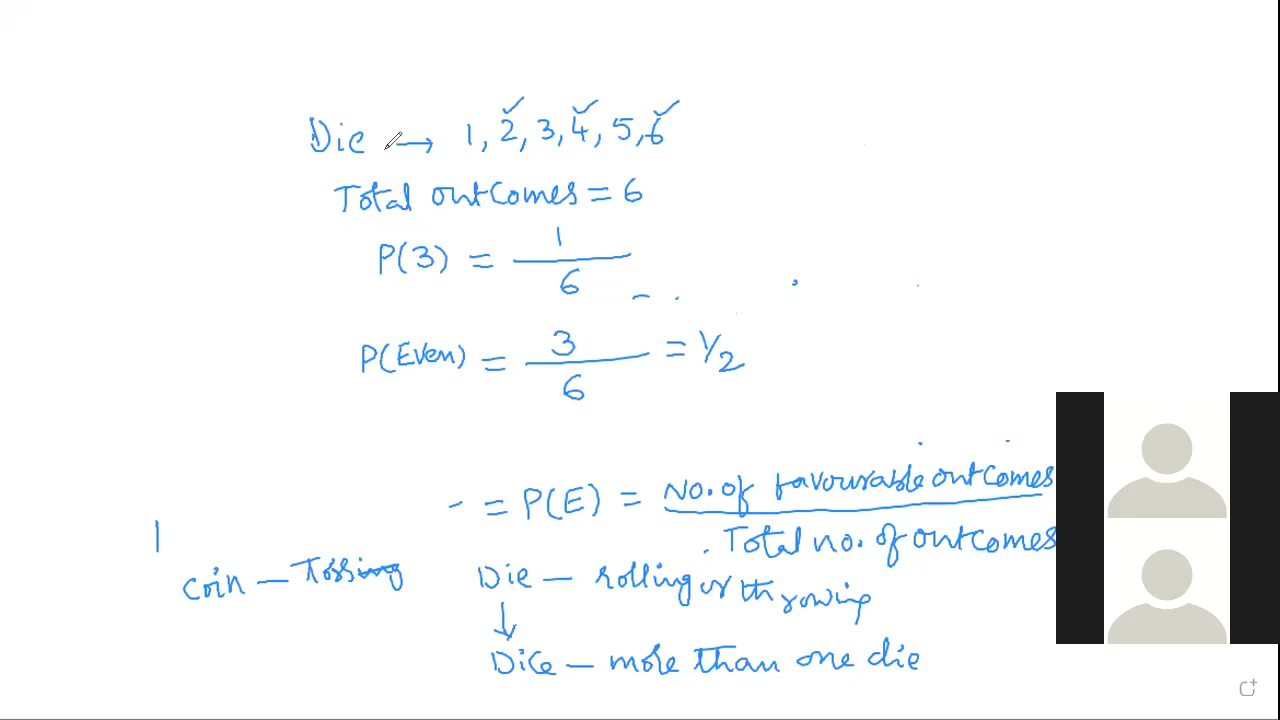 Die → 1, 2, 3, 4, 5, 6
Total outcomes = 6
P(3) = 1/6
P(Even) = 3/6 = 1/2
= P(E) = No. of favourable outcomes
Total no. of outcomes
coin – Tossing
Die – rolling or throwing
↓
Dice – more than one die